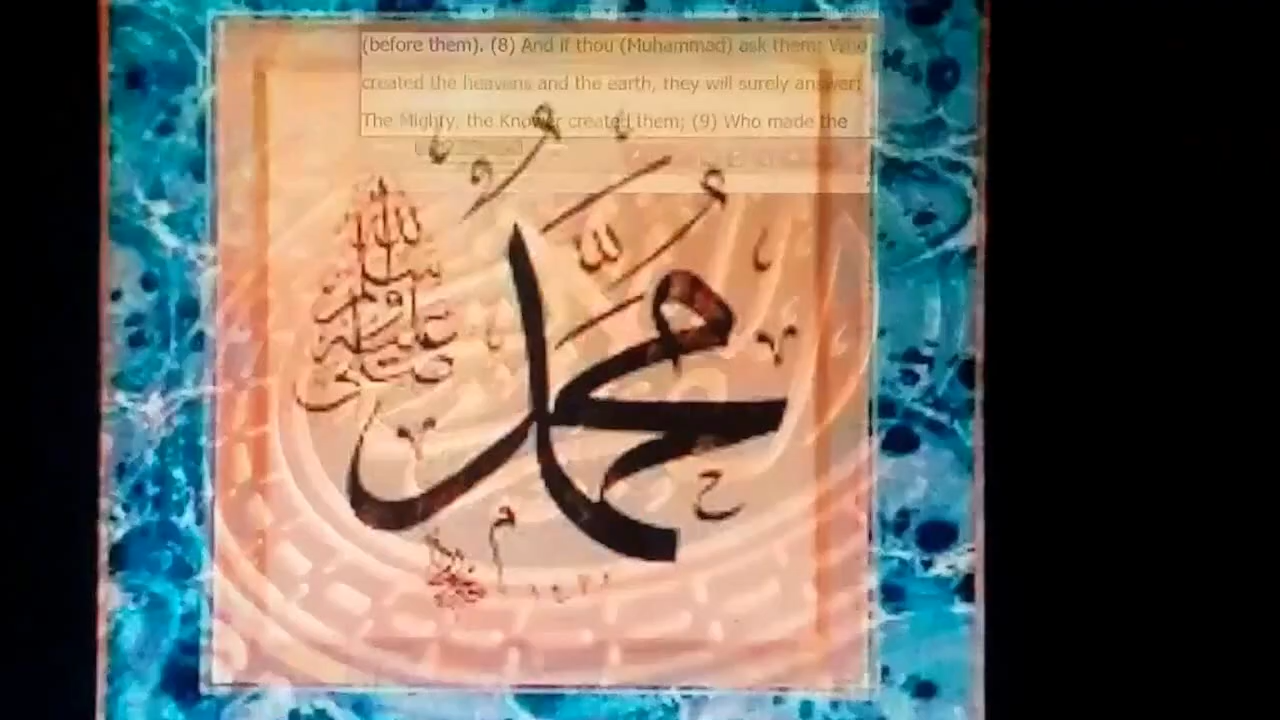 (before them). (8) And if thou (Muhammad) ask them: Who
created the heavens and the earth, they will surely answer:
The Mighty, the Knower created them; (9) Who made the
محمد
صلى الله عليه وسلم